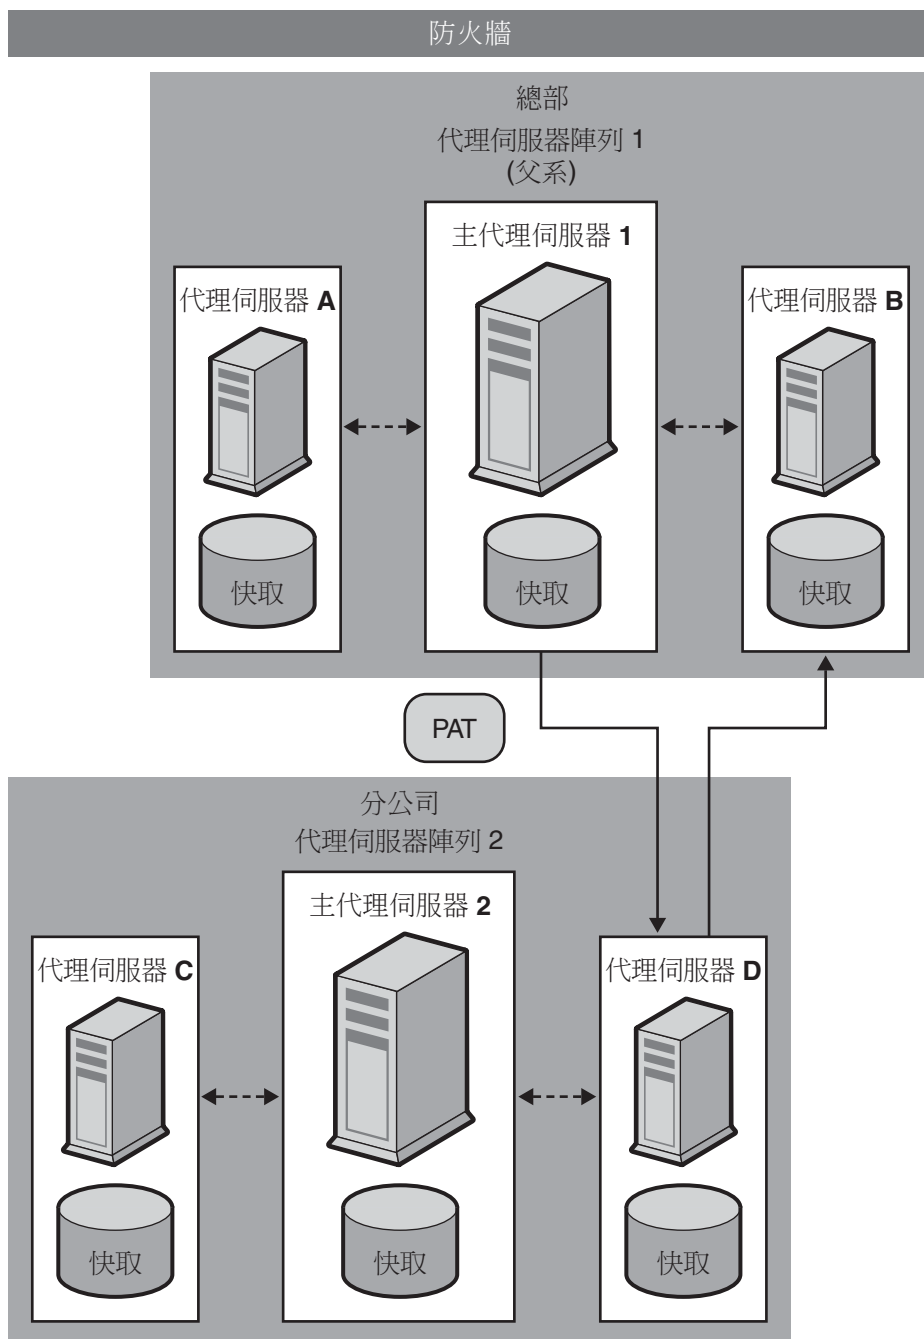 防火牆
總部
代理伺服器陣列 1
(父系)
主代理伺服器 1
代理伺服器 A
代理伺服器 B
快取
快取
快取
PAT
分公司
代理伺服器陣列 2
主代理伺服器 2
代理伺服器 C
代理伺服器 D
快取
快取
快取